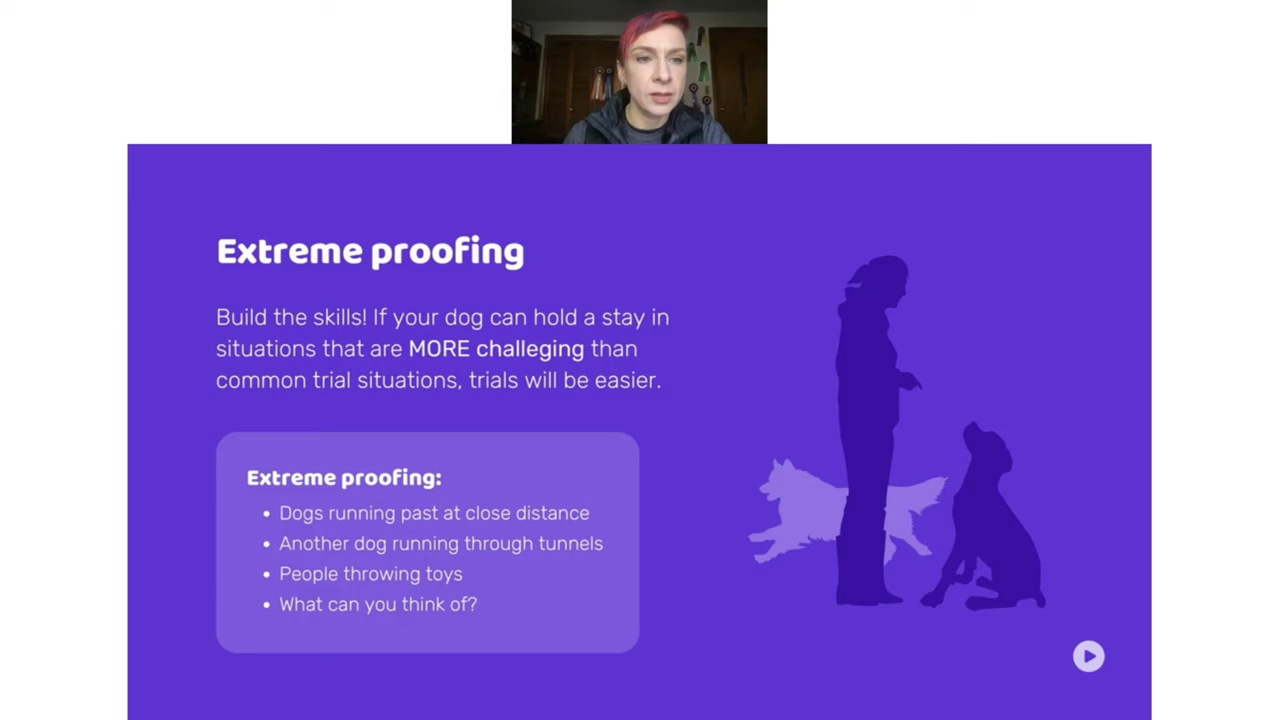 Extreme proofing
Build the skills! If your dog can hold a stay in
situations that are MORE challeging than
common trial situations, trials will be easier.
Extreme proofing:
• Dogs running past at close distance
• Another dog running through tunnels
• People throwing toys
• What can you think of?